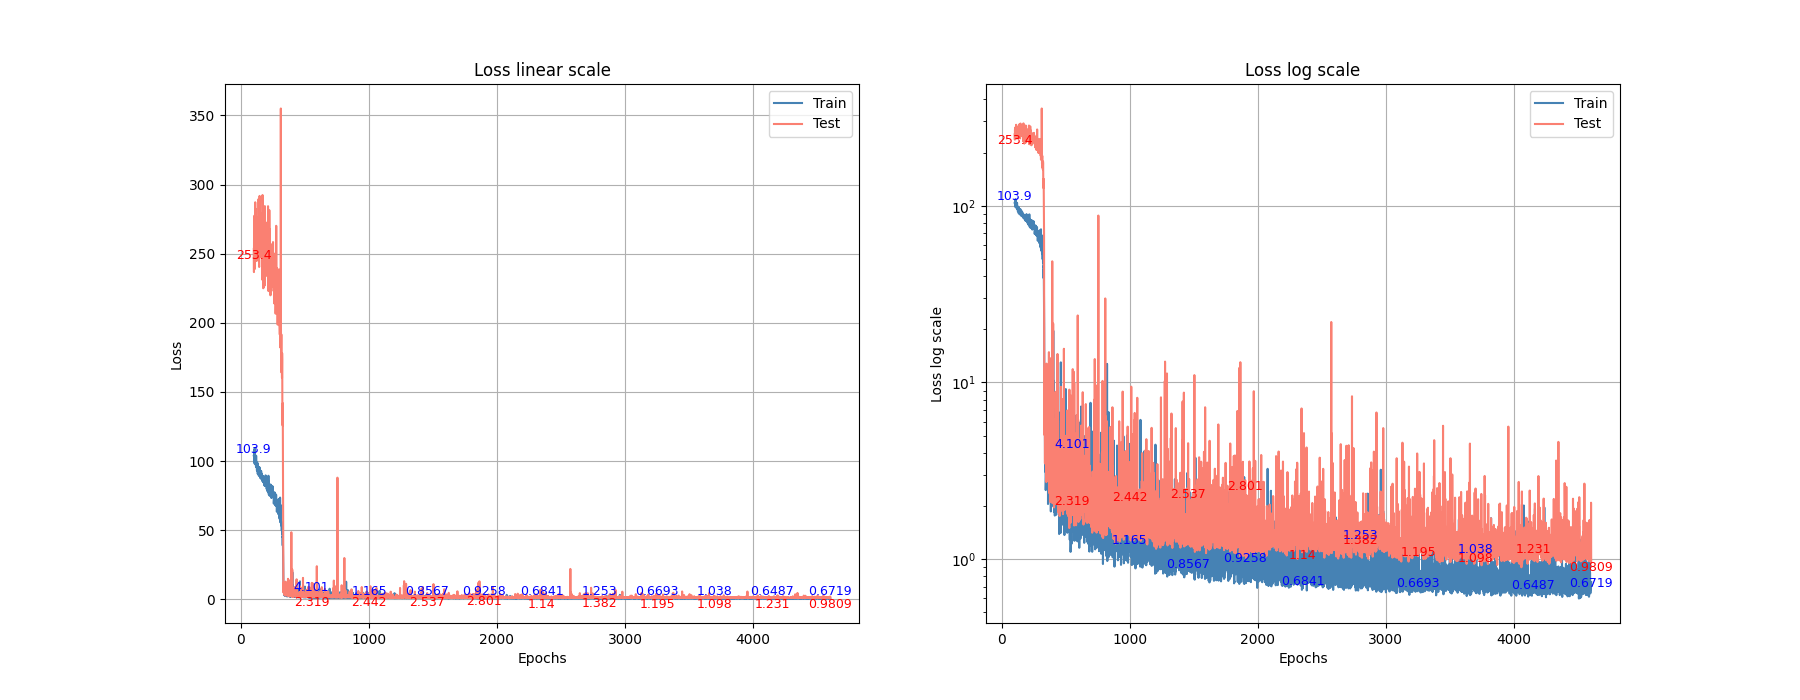 Loss linear scale
Train
Test
350
300
250
200
150
100
50
0
Loss
253.4
103.9
4.101 1.165 0.8567 0.9258 0.6841 1.253 0.6693 1.038 0.6487 0.6719
2.319 2.442 2.537 2.801 1.14 1.382 1.195 1.098 1.231 0.9809
0 1000 2000 3000 4000
Epochs
Loss log scale
Train
Test
10²
10¹
10⁰
Loss log scale
253.4
103.9
4.101 1.165 0.8567 0.9258 0.6841 1.253 0.6693 1.038 0.6487 0.6719
2.319 2.442 2.537 2.801 1.14 1.382 1.195 1.098 1.231 0.9809
0 1000 2000 3000 4000
Epochs